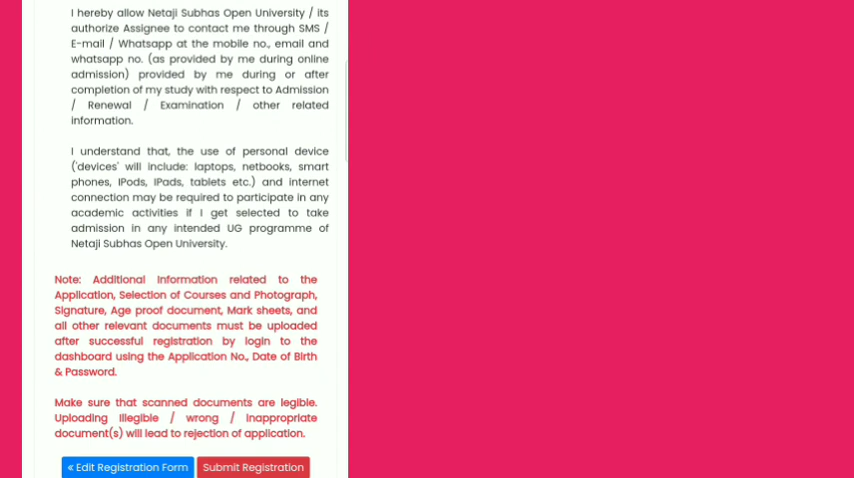 I hereby allow Netaji Subhas Open University / its
authorize Assignee to contact me through SMS /
E-mail / Whatsapp at the mobile no., email and
whatsapp no. (as provided by me during online
admission) provided by me during or after
completion of my study with respect to Admission
/ Renewal / Examination / other related
information.
I understand that, the use of personal device
('devices' will include: laptops, netbooks, smart
phones, IPods, IPads, tablets etc.) and internet
connection may be required to participate in any
academic activities if I get selected to take
admission in any intended UG programme of
Netaji Subhas Open University.
Note: Additional Information related to the
Application, Selection of Courses and Photograph,
Signature, Age proof document, Mark sheets, and
all other relevant documents must be uploaded
after successful registration by login to the
dashboard using the Application No., Date of Birth
& Password.
Make sure that scanned documents are legible.
Uploading Illegible / wrong / Inappropriate
document(s) will lead to rejection of application.
« Edit Registration Form Submit Registration